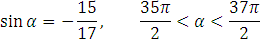 sin α = −15/17,  35π/2 < α < 37π/2